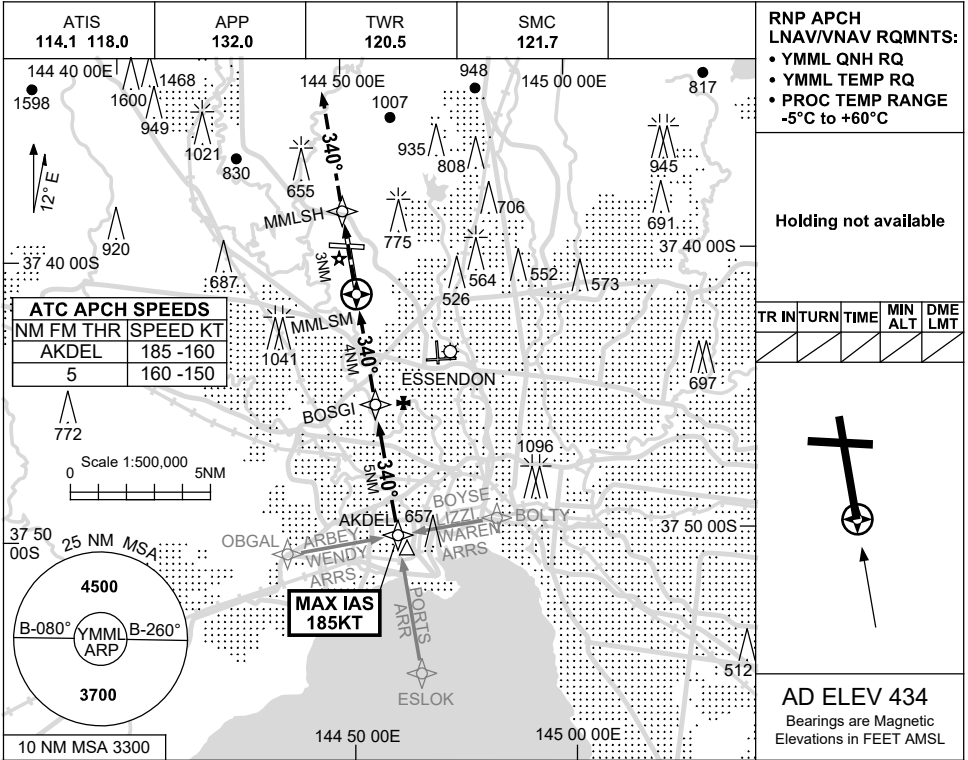 ATIS
114.1 118.0
APP
132.0
TWR
120.5
SMC
121.7
RNP APCH
LNAV/VNAV RQMNTS:
• YMML QNH RQ
• YMML TEMP RQ
• PROC TEMP RANGE
-5°C to +60°C
Holding not available
TR IN TURN TIME MIN ALT DME LMT
144 40 00E
144 50 00E
145 00 00E
1598
1600
1468
949
1021
830
655
1007
948
935
808
817
945
691
12° E
340°
MMLSH
706
775
920
37 40 00S
37 40 00S
687
3NM
564
526
552
573
ATC APCH SPEEDS
NM FM THR SPEED KT
AKDEL 185 -160
5 160 -150
MMLSM
1041
340°
4NM
ESSENDON
697
772
BOSGI
Scale 1:500,000
0 5NM
340°
5NM
1096
AKDEL
657
BOYSE
LIZZI
WAREN
ARRS
BOLTY
37 50 00S
37 50
00S
OBGAL
ARBEY
WENDY
ARRS
25 NM MSA
4500
B-080°
YMML
ARP
B-260°
3700
MAX IAS
185KT
PORTS
ARR
ESLOK
512
10 NM MSA 3300
144 50 00E
145 00 00E
AD ELEV 434
Bearings are Magnetic
Elevations in FEET AMSL